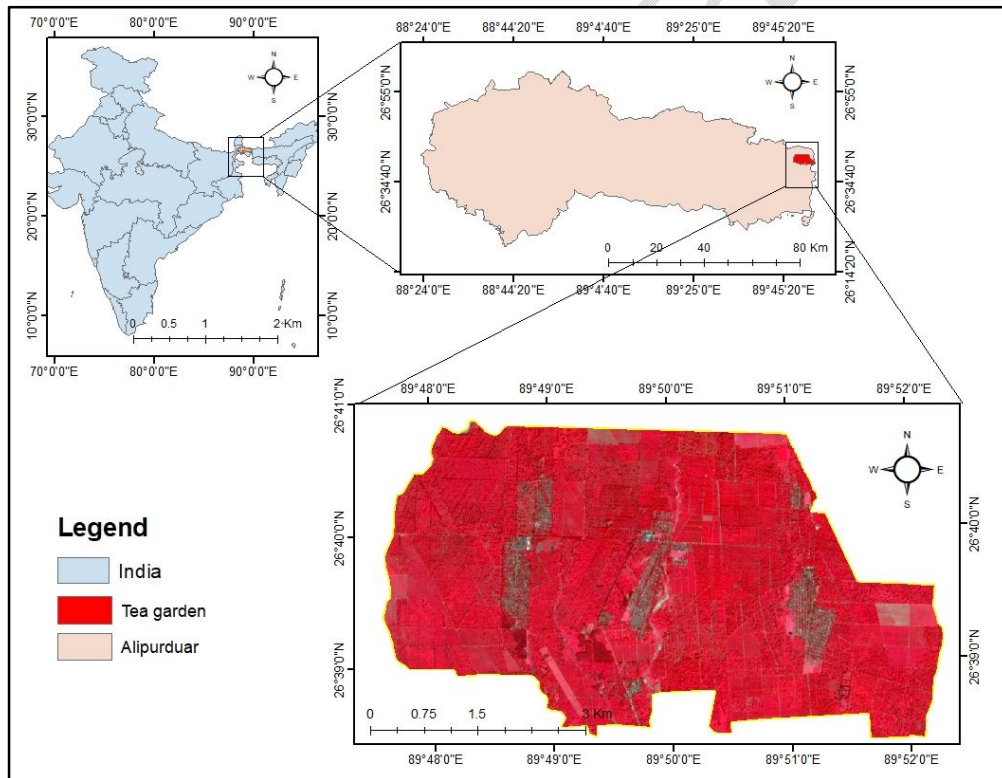 70°0'0"E 80°0'0"E 90°0'0"E
30°0'0"N 20°0'0"N 10°0'0"N
N
W E
S
30°0'0"N 20°0'0"N 10°0'0"N
0 0.5 1 2 Km
70°0'0"E 80°0'0"E 90°0'0"E
88°24'0"E 88°44'20"E 89°4'40"E 89°25'0"E 89°45'20"E
26°55'0"N 26°34'40"N
N
W E
S
26°55'0"N 26°34'40"N 26°14'20"N
0 20 40 80 Km
88°24'0"E 88°44'20"E 89°4'40"E 89°25'0"E 89°45'20"E
89°48'0"E 89°49'0"E 89°50'0"E 89°51'0"E 89°52'0"E
26°41'0"N 26°40'0"N 26°39'0"N
N
W E
S
26°40'0"N 26°39'0"N
0 0.75 1.5 3 Km
89°48'0"E 89°49'0"E 89°50'0"E 89°51'0"E 89°52'0"E
Legend
India
Tea garden
Alipurduar